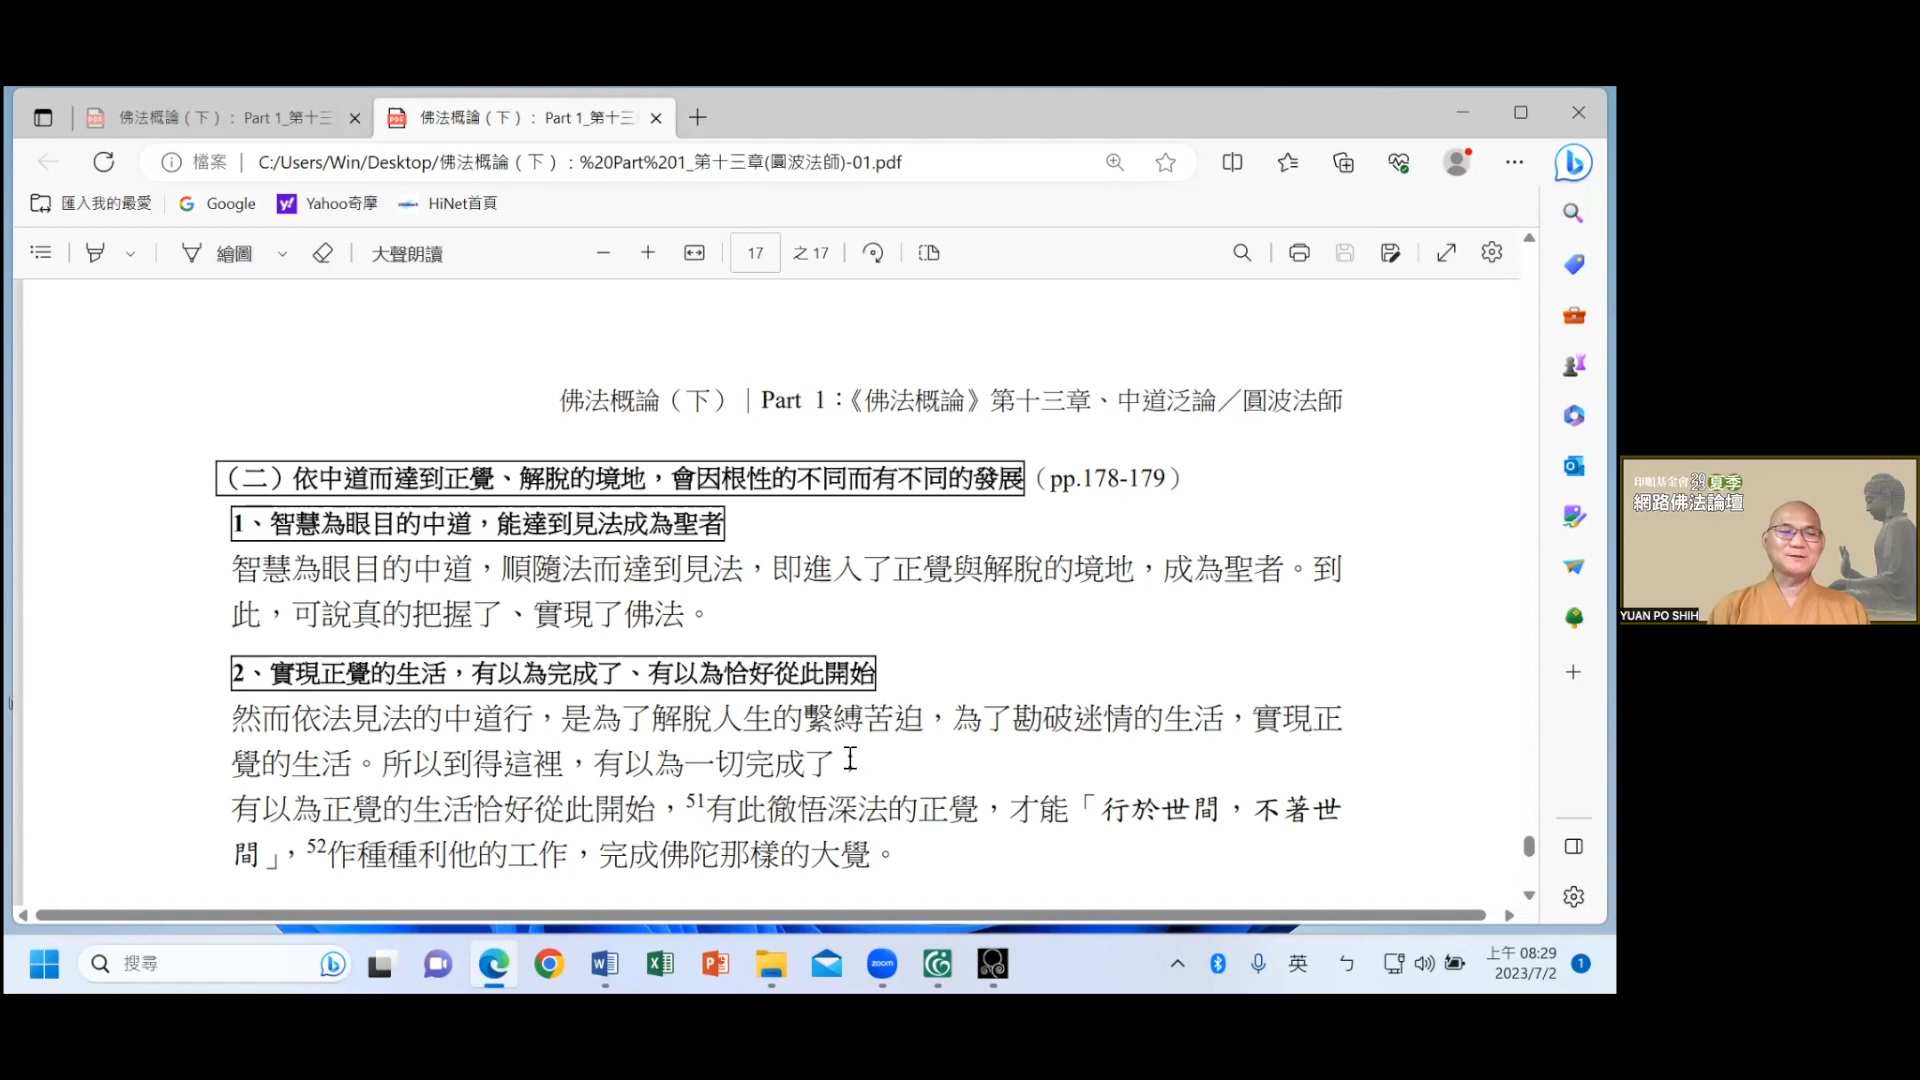 佛法概論（下）：Part 1_第十三
佛法概論（下）：Part 1_第十三
檔案
C:/Users/Win/Desktop/佛法概論（下）：%20Part%201_第十三章(圓波法師)-01.pdf
匯入我的最愛
Google
Yahoo奇摩
HiNet首頁
繪圖
大聲朗讀
17
之 17
佛法概論（下）｜Part 1：《佛法概論》第十三章、中道泛論／圓波法師
（二）依中道而達到正覺、解脫的境地，會因根性的不同而有不同的發展（pp.178-179）
1、智慧為眼目的中道，能達到見法成為聖者
智慧為眼目的中道，順隨法而達到見法，即進入了正覺與解脫的境地，成為聖者。到
此，可說真的把握了、實現了佛法。
2、實現正覺的生活，有以為完成了、有以為恰好從此開始
然而依法見法的中道行，是為了解脫人生的繫縛苦迫，為了勘破迷情的生活，實現正
覺的生活。所以到得這裡，有以為一切完成了
有以為正覺的生活恰好從此開始，51有此徹悟深法的正覺，才能「行於世間，不著世
間」，52作種種利他的工作，完成佛陀那樣的大覺。
印順基金會 2023 夏季
網路佛法論壇
YUAN PO SHIH
搜尋
zoom
英
ㄅ
上午 08:29
2023/7/2
1